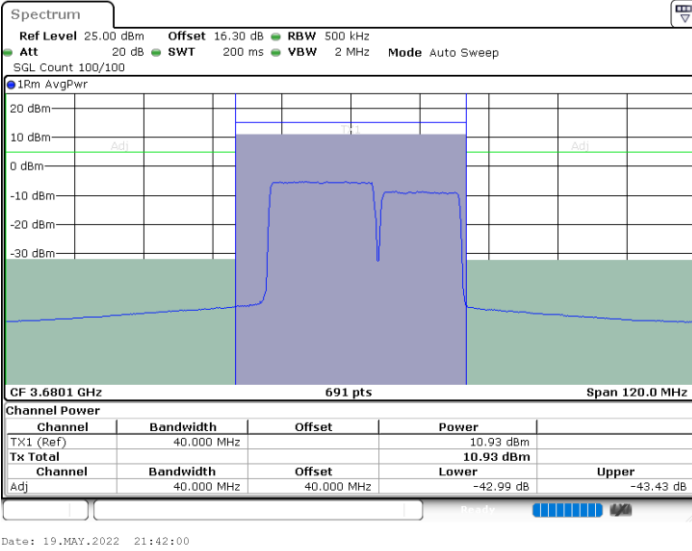 Spectrum
Ref Level 25.00 dBm Offset 16.30 dB RBW 500 kHz
Att 20 dB SWT 200 ms VBW 2 MHz Mode Auto Sweep
SGL Count 100/100
1Rm AvgPwr
20 dBm
TX1
10 dBm
Adj Adj
0 dBm
-10 dBm
-20 dBm
-30 dBm
CF 3.6801 GHz 691 pts Span 120.0 MHz
Channel Power
Channel Bandwidth Offset Power
TX1 (Ref) 40.000 MHz 10.93 dBm
Tx Total 10.93 dBm
Channel Bandwidth Offset Lower Upper
Adj 40.000 MHz 40.000 MHz -42.99 dB -43.43 dB
Ready
Date: 19.MAY.2022 21:42:00